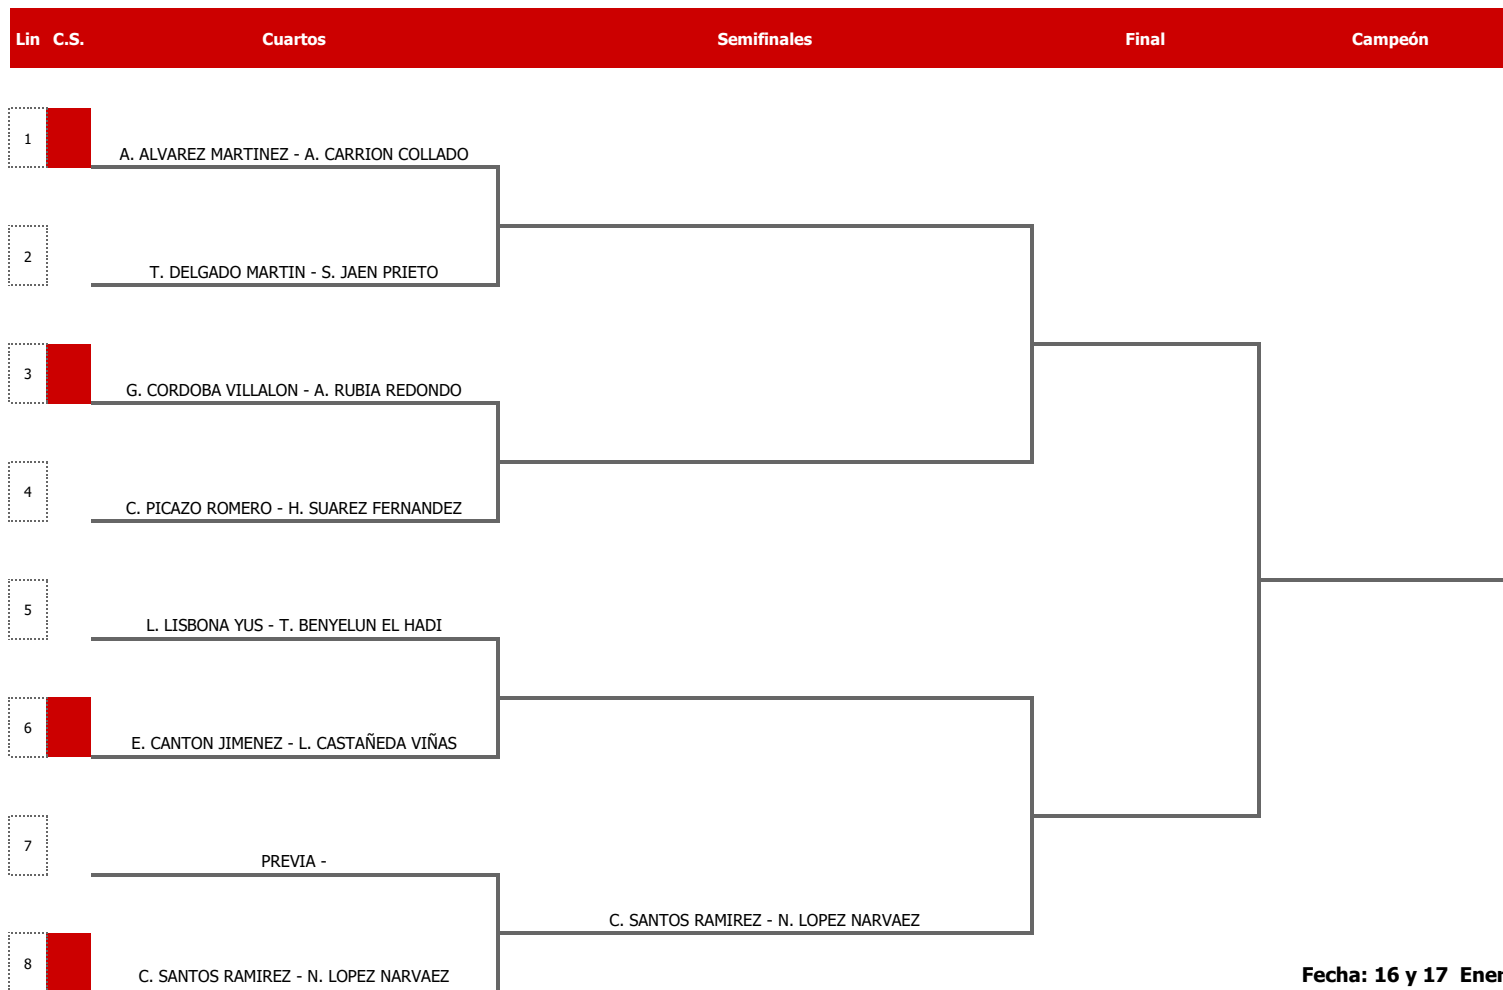 Lin C.S. Cuartos Semifinales Final Campeón
1
A. ALVAREZ MARTINEZ - A. CARRION COLLADO
2
T. DELGADO MARTIN - S. JAEN PRIETO
3
G. CORDOBA VILLALON - A. RUBIA REDONDO
4
C. PICAZO ROMERO - H. SUAREZ FERNANDEZ
5
L. LISBONA YUS - T. BENYELUN EL HADI
6
E. CANTON JIMENEZ - L. CASTAÑEDA VIÑAS
7
PREVIA -
C. SANTOS RAMIREZ - N. LOPEZ NARVAEZ
8
C. SANTOS RAMIREZ - N. LOPEZ NARVAEZ
Fecha: 16 y 17 Ener